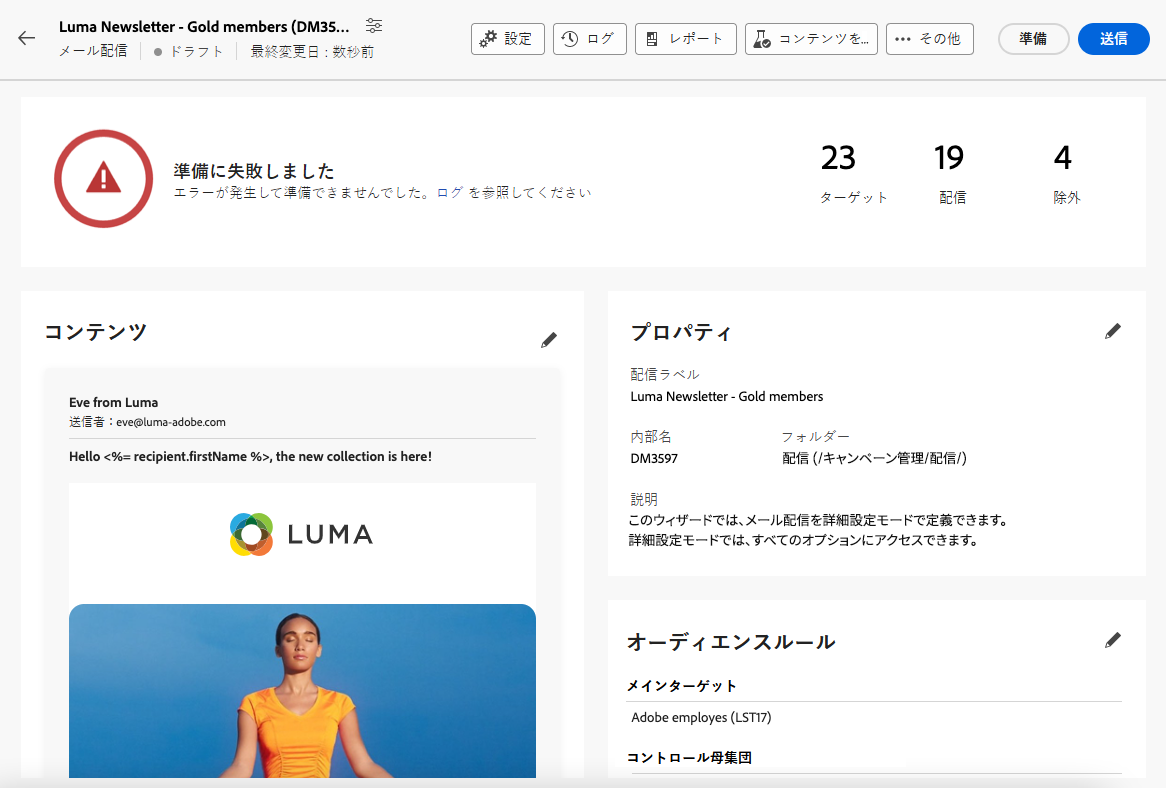 Luma Newsletter - Gold members (DM35...
メール配信 ドラフト 最終変更日：数秒前
設定 ログ レポート コンテンツを... ••• その他 準備 送信
準備に失敗しました
エラーが発生して準備できませんでした。ログ を参照してください
23 19 4
ターゲット 配信 除外
コンテンツ
Eve from Luma
送信者：eve@luma-adobe.com
Hello <%= recipient.firstName %>, the new collection is here!
LUMA
プロパティ
配信ラベル
Luma Newsletter - Gold members
内部名 フォルダー
DM3597 配信 (/キャンペーン管理/配信/)
説明
このウィザードでは、メール配信を詳細設定モードで定義できます。
詳細設定モードでは、すべてのオプションにアクセスできます。
オーディエンスルール
メインターゲット
Adobe employes (LST17)
コントロール母集団